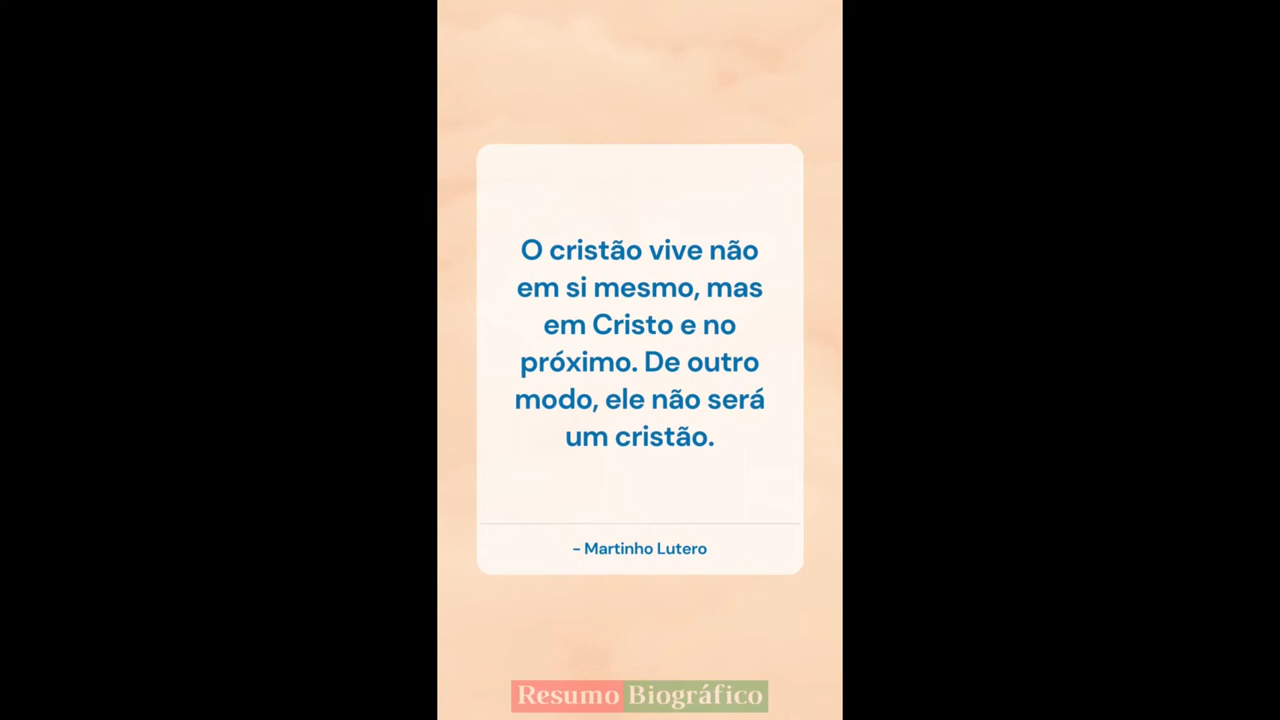 O cristão vive não
em si mesmo, mas
em Cristo e no
próximo. De outro
modo, ele não será
um cristão.
- Martinho Lutero
Resumo Biográfico